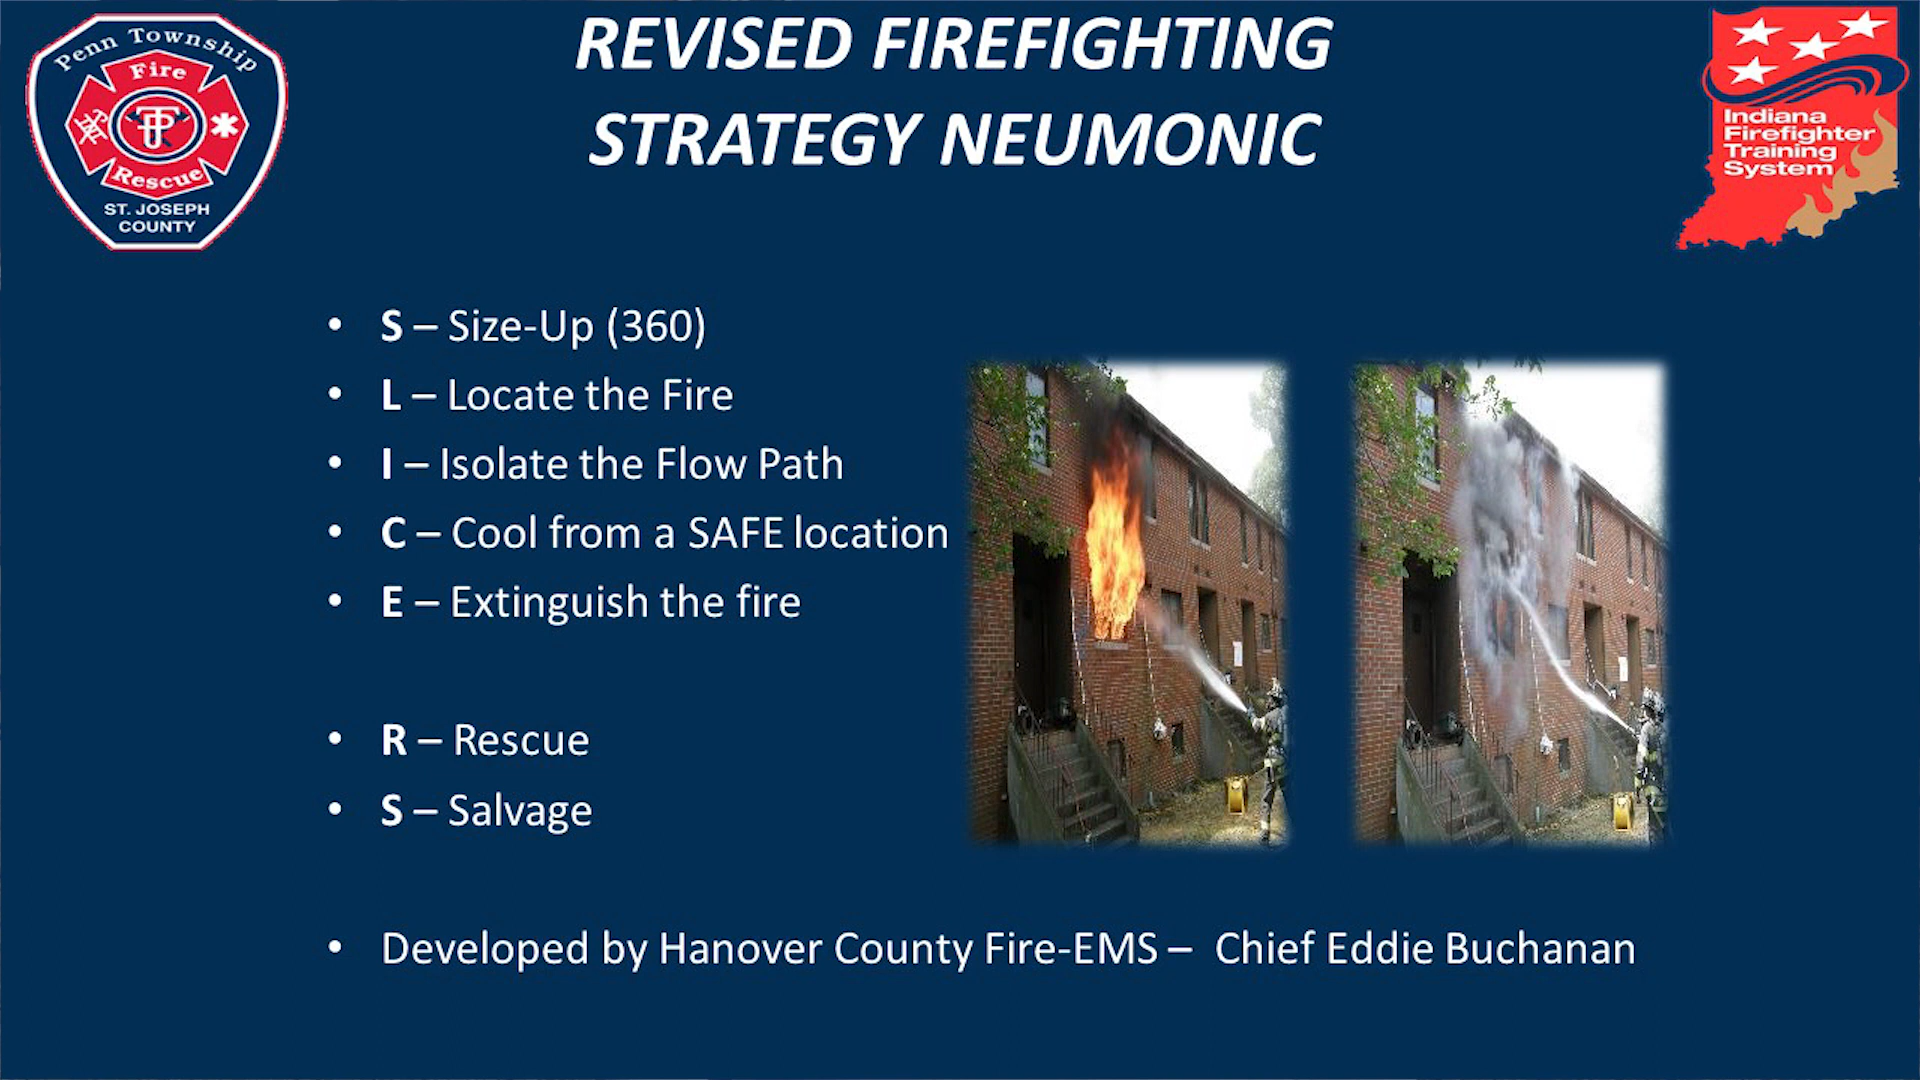 Penn Township
Fire
TP
Rescue
ST. JOSEPH
COUNTY
REVISED FIREFIGHTING
STRATEGY NEUMONIC
Indiana
Firefighter
Training
System
• S – Size-Up (360)
• L – Locate the Fire
• I – Isolate the Flow Path
• C – Cool from a SAFE location
• E – Extinguish the fire
• R – Rescue
• S – Salvage
• Developed by Hanover County Fire-EMS – Chief Eddie Buchanan